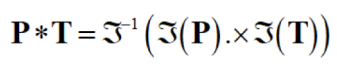 P∗T = ℑ⁻¹(ℑ(P).×ℑ(T))